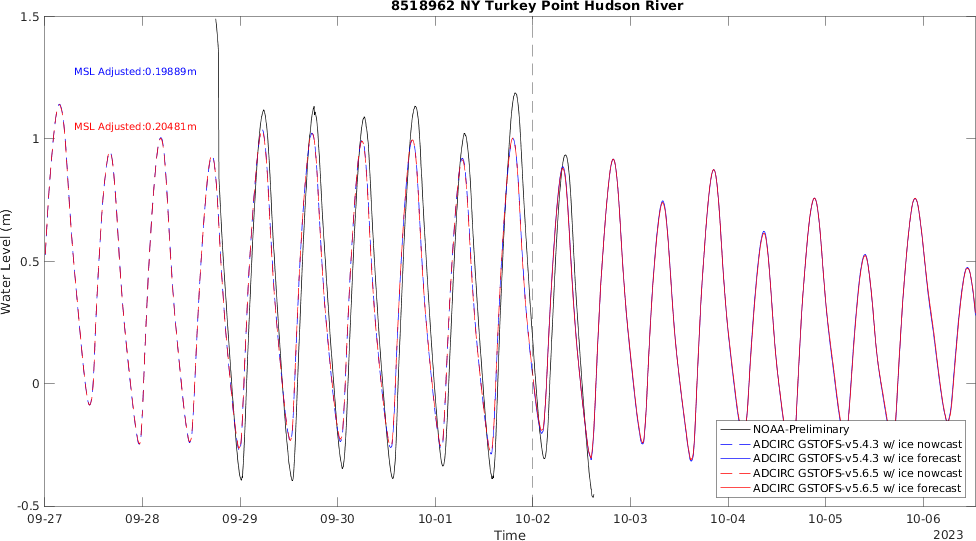 8518962 NY Turkey Point Hudson River
1.5
MSL Adjusted:0.19889m
MSL Adjusted:0.20481m
1
0.5
0
-0.5
Water Level (m)
NOAA-Preliminary
ADCIRC GSTOFS-v5.4.3 w/ ice nowcast
ADCIRC GSTOFS-v5.4.3 w/ ice forecast
ADCIRC GSTOFS-v5.6.5 w/ ice nowcast
ADCIRC GSTOFS-v5.6.5 w/ ice forecast
09-27 09-28 09-29 09-30 10-01 10-02 10-03 10-04 10-05 10-06
Time
2023